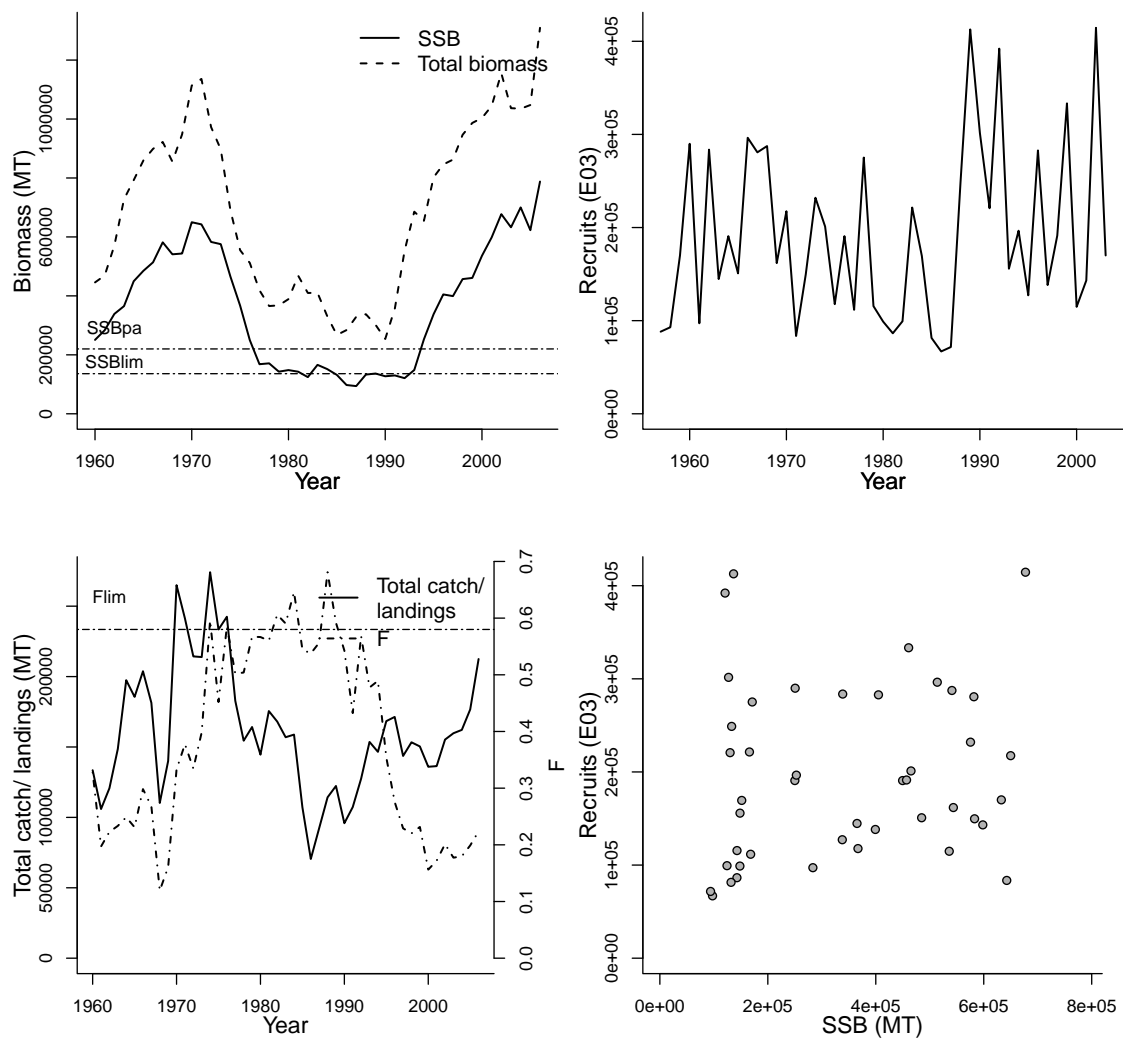 SSB
Total biomass
Biomass (MT)
0
200000
600000
1000000
SSBpa
SSBlim
1960
1970
1980
1990
2000
Year
Recruits (E03)
0e+00
1e+05
2e+05
3e+05
4e+05
1960
1970
1980
1990
2000
Year
Total catch/ landings (MT)
0
50000
100000
200000
Flim
Total catch/
landings
F
0.0
0.1
0.2
0.3
0.4
0.5
0.6
0.7
F
1960
1970
1980
1990
2000
Year
Recruits (E03)
0e+00
1e+05
2e+05
3e+05
4e+05
0e+00
2e+05
4e+05
6e+05
8e+05
SSB (MT)